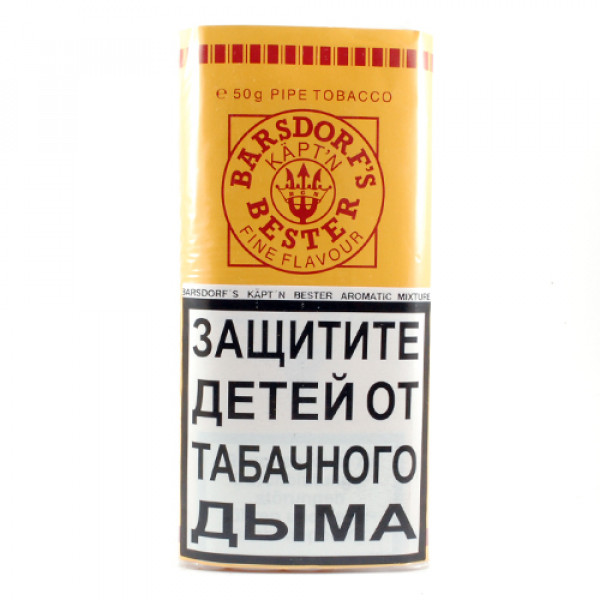 ℮ 50g PIPE TOBACCO
BARSDORF'S
KÄPT'N
BESTER
FINE FLAVOUR
BARSDORF´S KÄPT´N BESTER AROMATIC MIXTURE
ЗАЩИТИТЕ
ДЕТЕЙ ОТ
ТАБАЧНОГО
ДЫМА